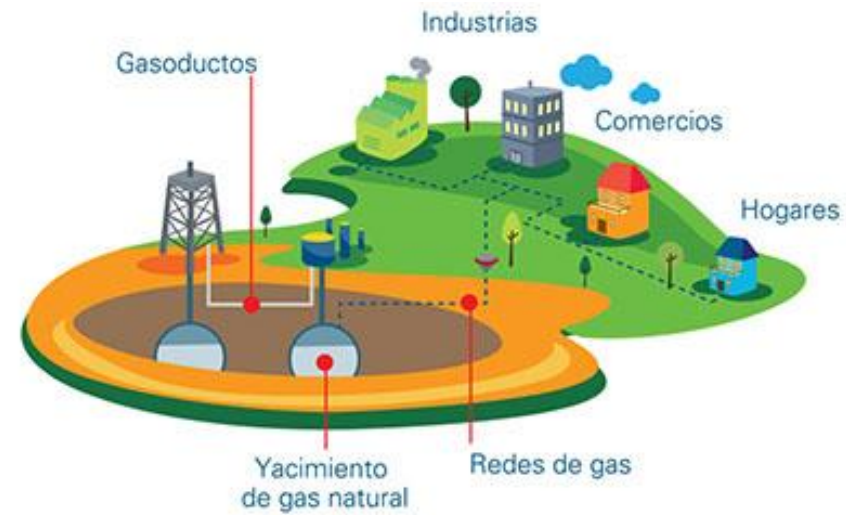 Industrias
Gasoductos
Comercios
Hogares
Yacimiento
de gas natural
Redes de gas